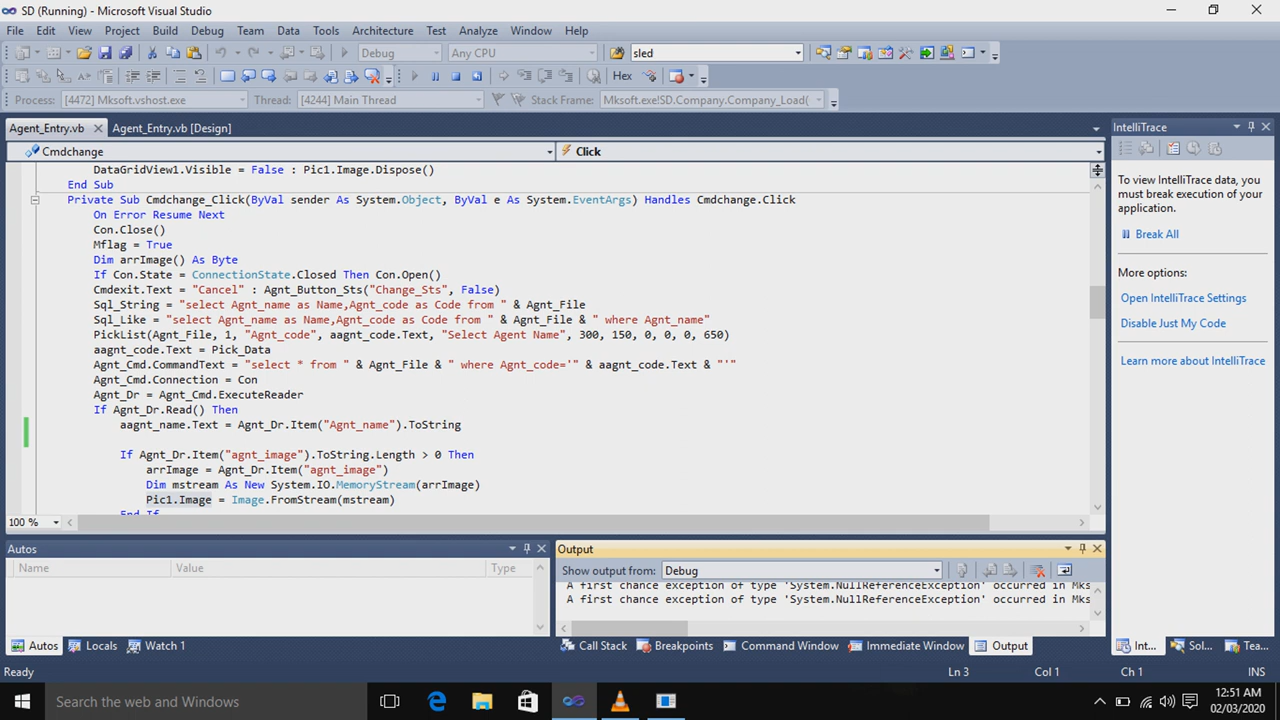 SD (Running) - Microsoft Visual Studio
File Edit View Project Build Debug Team Data Tools Architecture Test Analyze Window Help
Debug Any CPU sled
Hex
Process: [4472] Mksoft.vshost.exe Thread: [4244] Main Thread Stack Frame: Mksoft.exe!SD.Company.Company_Load(
Agent_Entry.vb Agent_Entry.vb [Design]
Cmdchange Click
DataGridView1.Visible = False : Pic1.Image.Dispose()
End Sub
Private Sub Cmdchange_Click(ByVal sender As System.Object, ByVal e As System.EventArgs) Handles Cmdchange.Click
On Error Resume Next
Con.Close()
Mflag = True
Dim arrImage() As Byte
If Con.State = ConnectionState.Closed Then Con.Open()
Cmdexit.Text = "Cancel" : Agnt_Button_Sts("Change_Sts", False)
Sql_String = "select Agnt_name as Name,Agnt_code as Code from " & Agnt_File
Sql_Like = "select Agnt_name as Name,Agnt_code as Code from " & Agnt_File & " where Agnt_name"
PickList(Agnt_File, 1, "Agnt_code", aagnt_code.Text, "Select Agent Name", 300, 150, 0, 0, 0, 650)
aagnt_code.Text = Pick_Data
Agnt_Cmd.CommandText = "select * from " & Agnt_File & " where Agnt_code='" & aagnt_code.Text & "'"
Agnt_Cmd.Connection = Con
Agnt_Dr = Agnt_Cmd.ExecuteReader
If Agnt_Dr.Read() Then
aagnt_name.Text = Agnt_Dr.Item("Agnt_name").ToString
If Agnt_Dr.Item("agnt_image").ToString.Length > 0 Then
arrImage = Agnt_Dr.Item("agnt_image")
Dim mstream As New System.IO.MemoryStream(arrImage)
Pic1.Image = Image.FromStream(mstream)
End If
100 %
IntelliTrace
To view IntelliTrace data, you
must break execution of your
application.
Break All
More options:
Open IntelliTrace Settings
Disable Just My Code
Learn more about IntelliTrace
Autos
Name Value Type
Output
Show output from: Debug
A first chance exception of type 'System.NullReferenceException' occurred in Mks
A first chance exception of type 'System.NullReferenceException' occurred in Mks
Autos Locals Watch 1 Call Stack Breakpoints Command Window Immediate Window Output Int... Sol... Tea...
Ready Ln 3 Col 1 Ch 1 INS
Search the web and Windows
12:51 AM
02/03/2020